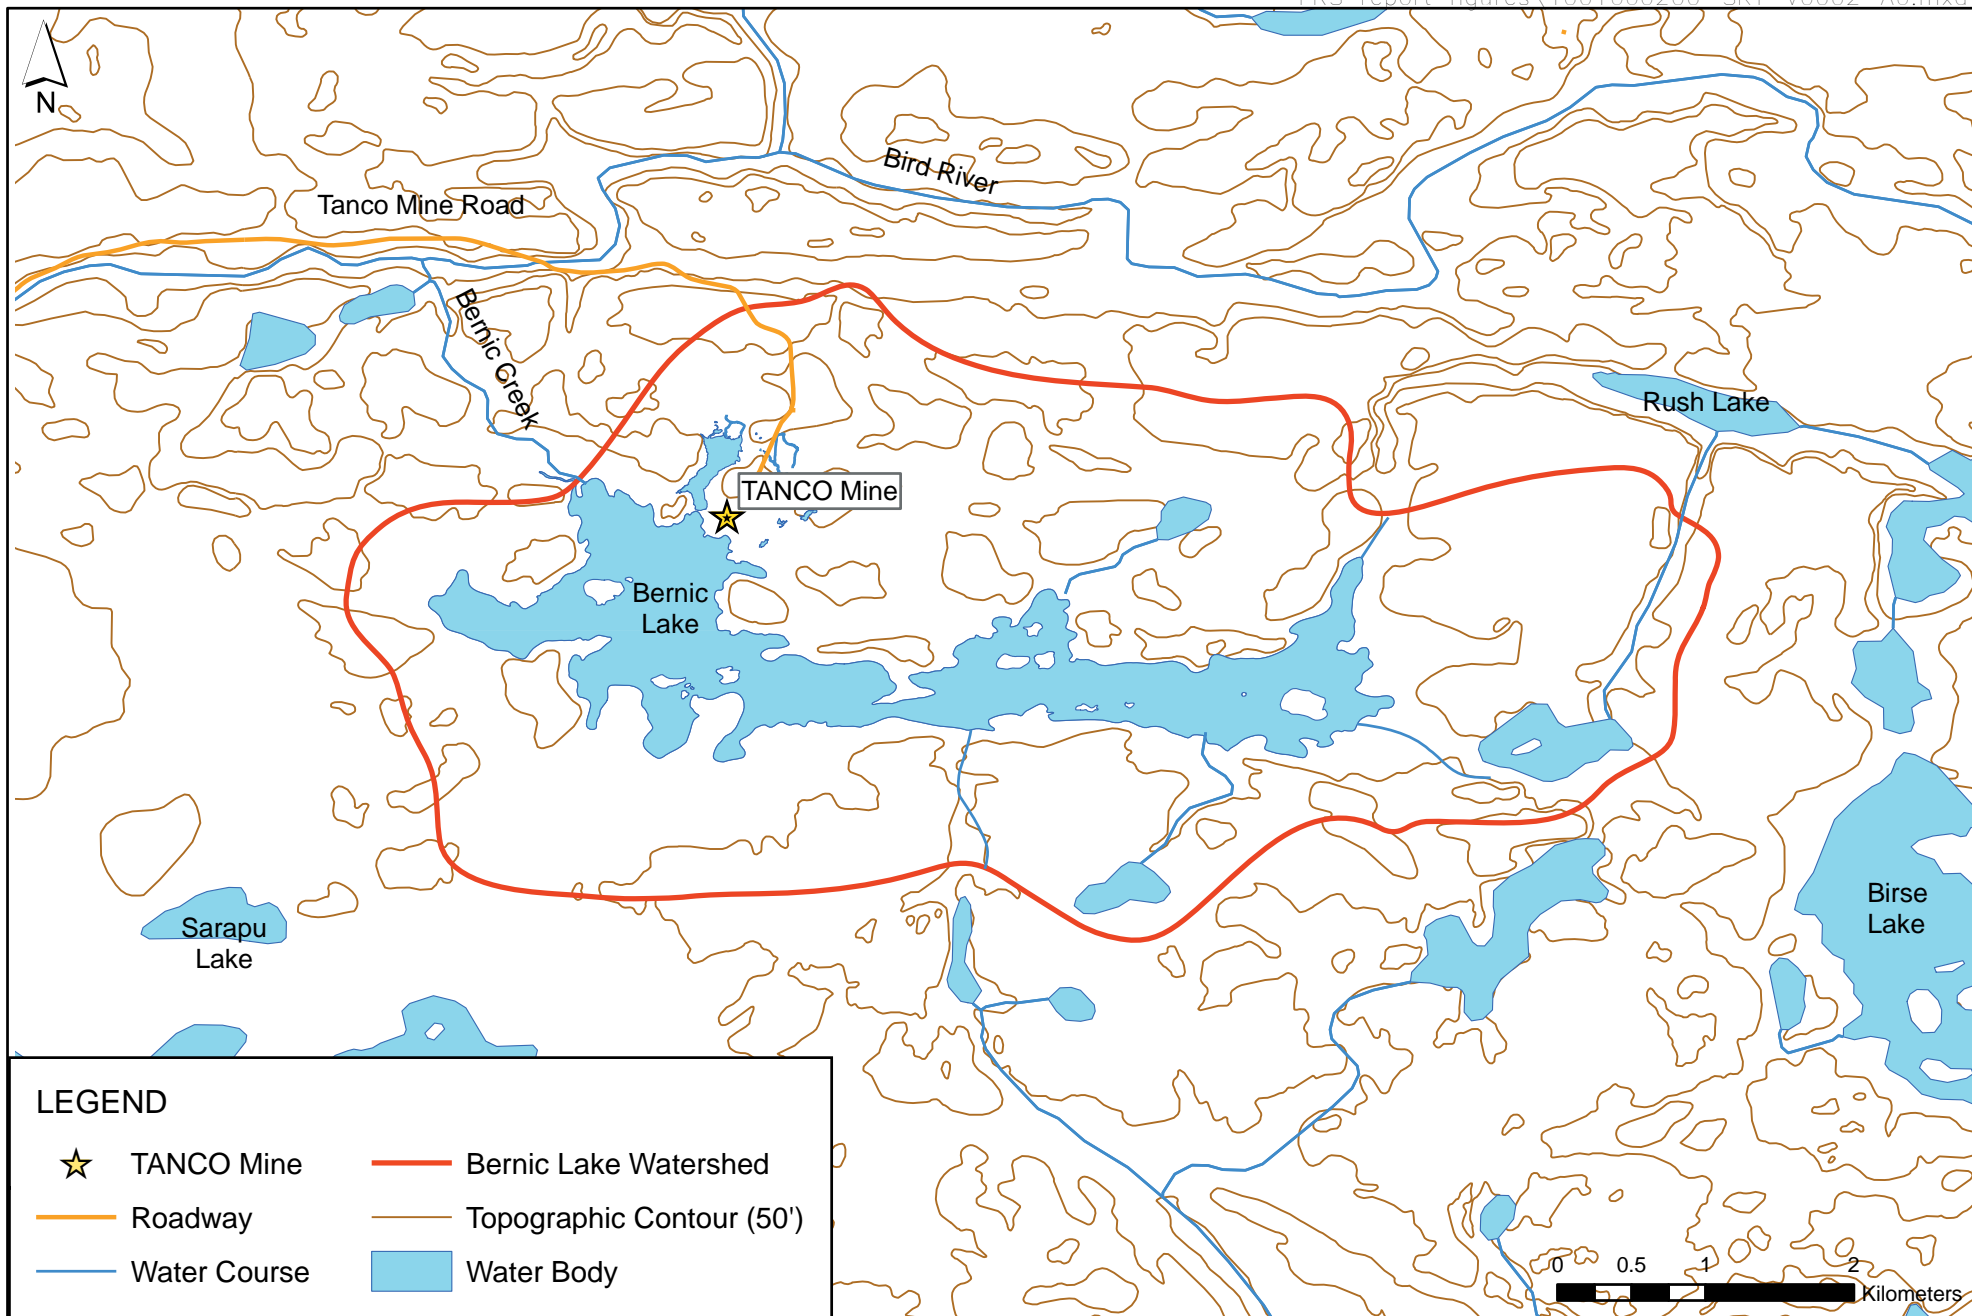 N
Bird River
Tanco Mine Road
Bernic Creek
Rush Lake
TANCO Mine
Bernic
Lake
Birse
Lake
Sarapu
Lake
LEGEND
TANCO Mine
Bernic Lake Watershed
Roadway
Topographic Contour (50')
Water Course
Water Body
0 0.5 1 2
Kilometers